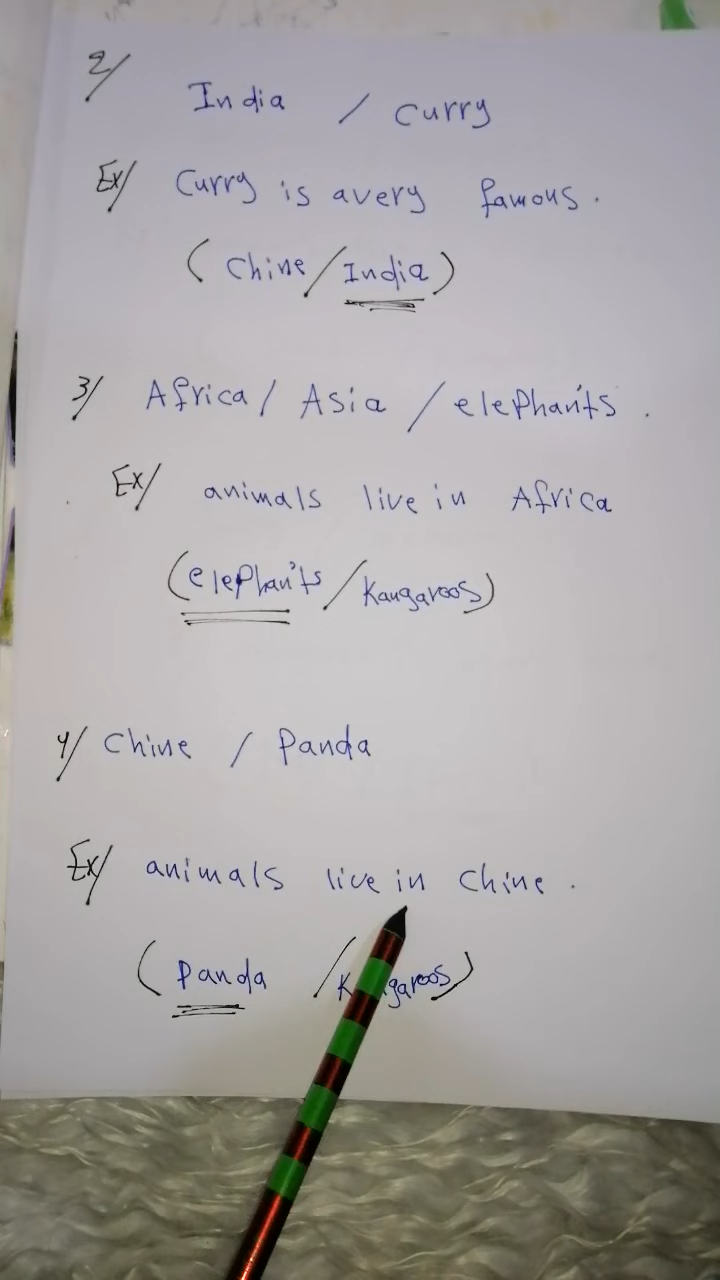 2/
India / Curry
Ex/ Curry is avery famous.
(Chine/India)
3/ Africa/ Asia / elephants.
Ex/ animals live in Africa
(elephants/Kangaroos)
4/ Chine / Panda
Ex/ animals live in Chine.
(Panda /Kangaroos)